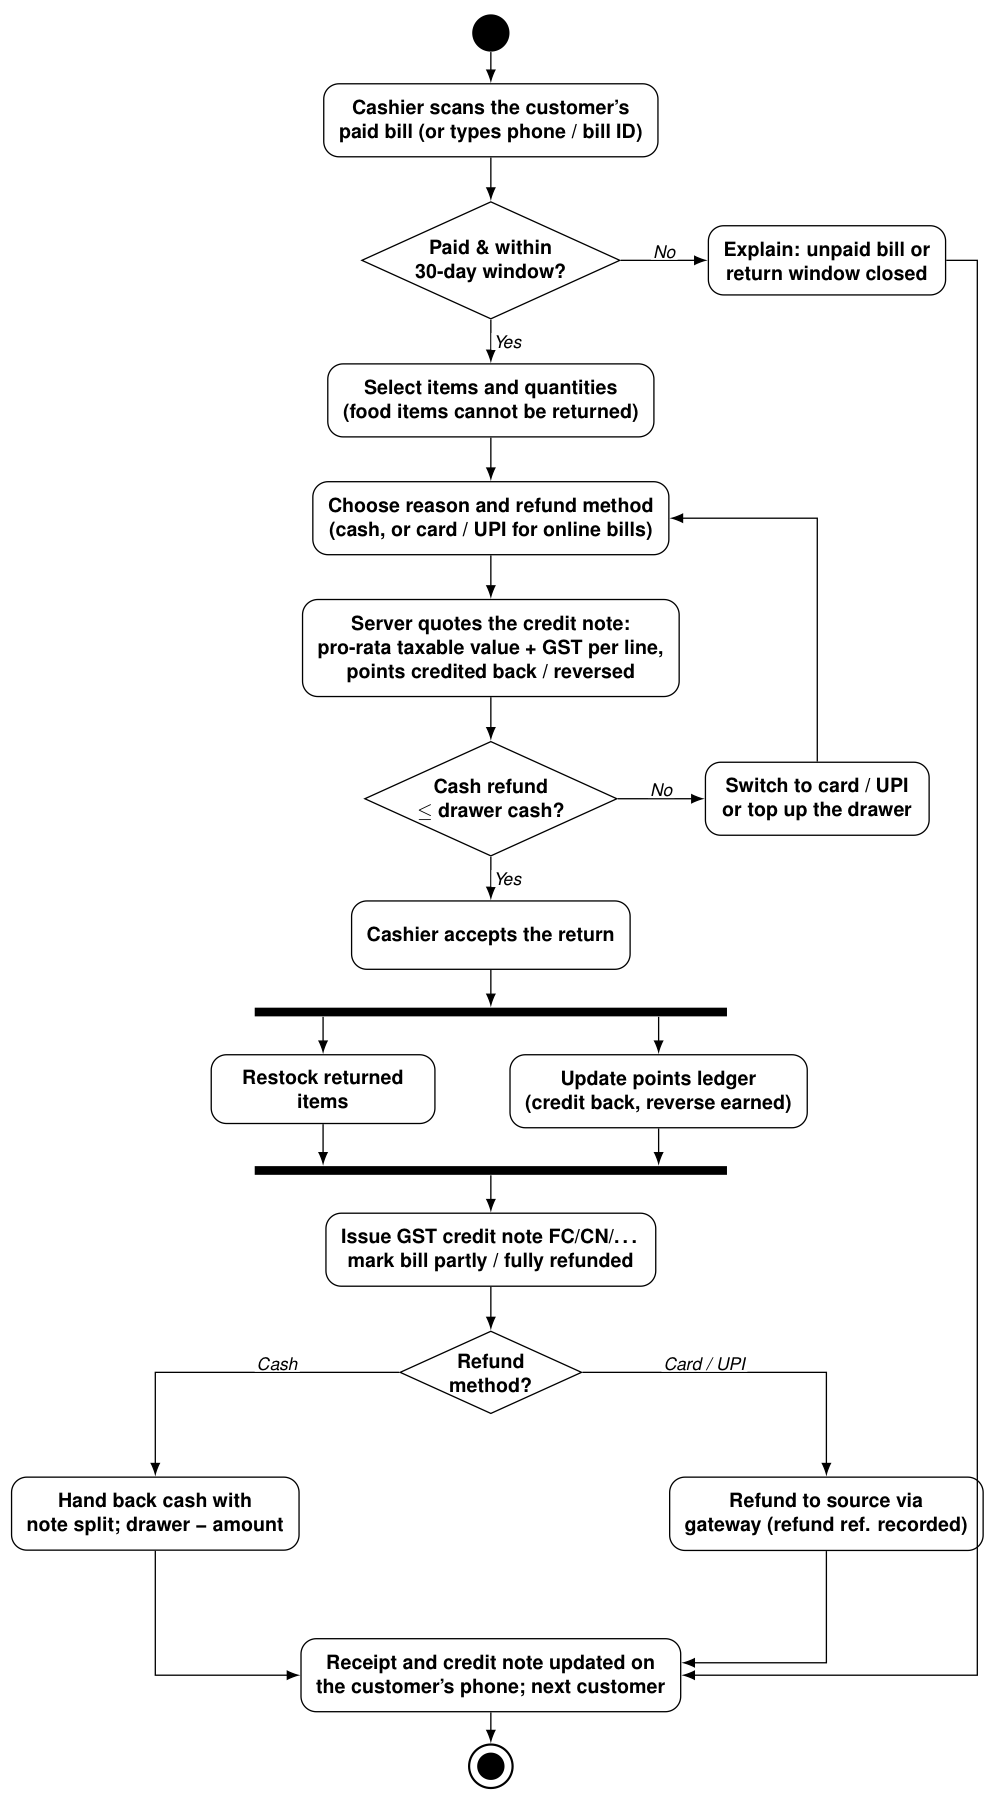 Cashier scans the customer’s
paid bill (or types phone / bill ID)
Paid & within
30-day window?
No
Explain: unpaid bill or
return window closed
Yes
Select items and quantities
(food items cannot be returned)
Choose reason and refund method
(cash, or card / UPI for online bills)
Server quotes the credit note:
pro-rata taxable value + GST per line,
points credited back / reversed
Cash refund
≤ drawer cash?
No
Switch to card / UPI
or top up the drawer
Yes
Cashier accepts the return
Restock returned
items
Update points ledger
(credit back, reverse earned)
Issue GST credit note FC/CN/...
mark bill partly / fully refunded
Refund
method?
Cash
Card / UPI
Hand back cash with
note split; drawer – amount
Refund to source via
gateway (refund ref. recorded)
Receipt and credit note updated on
the customer’s phone; next customer